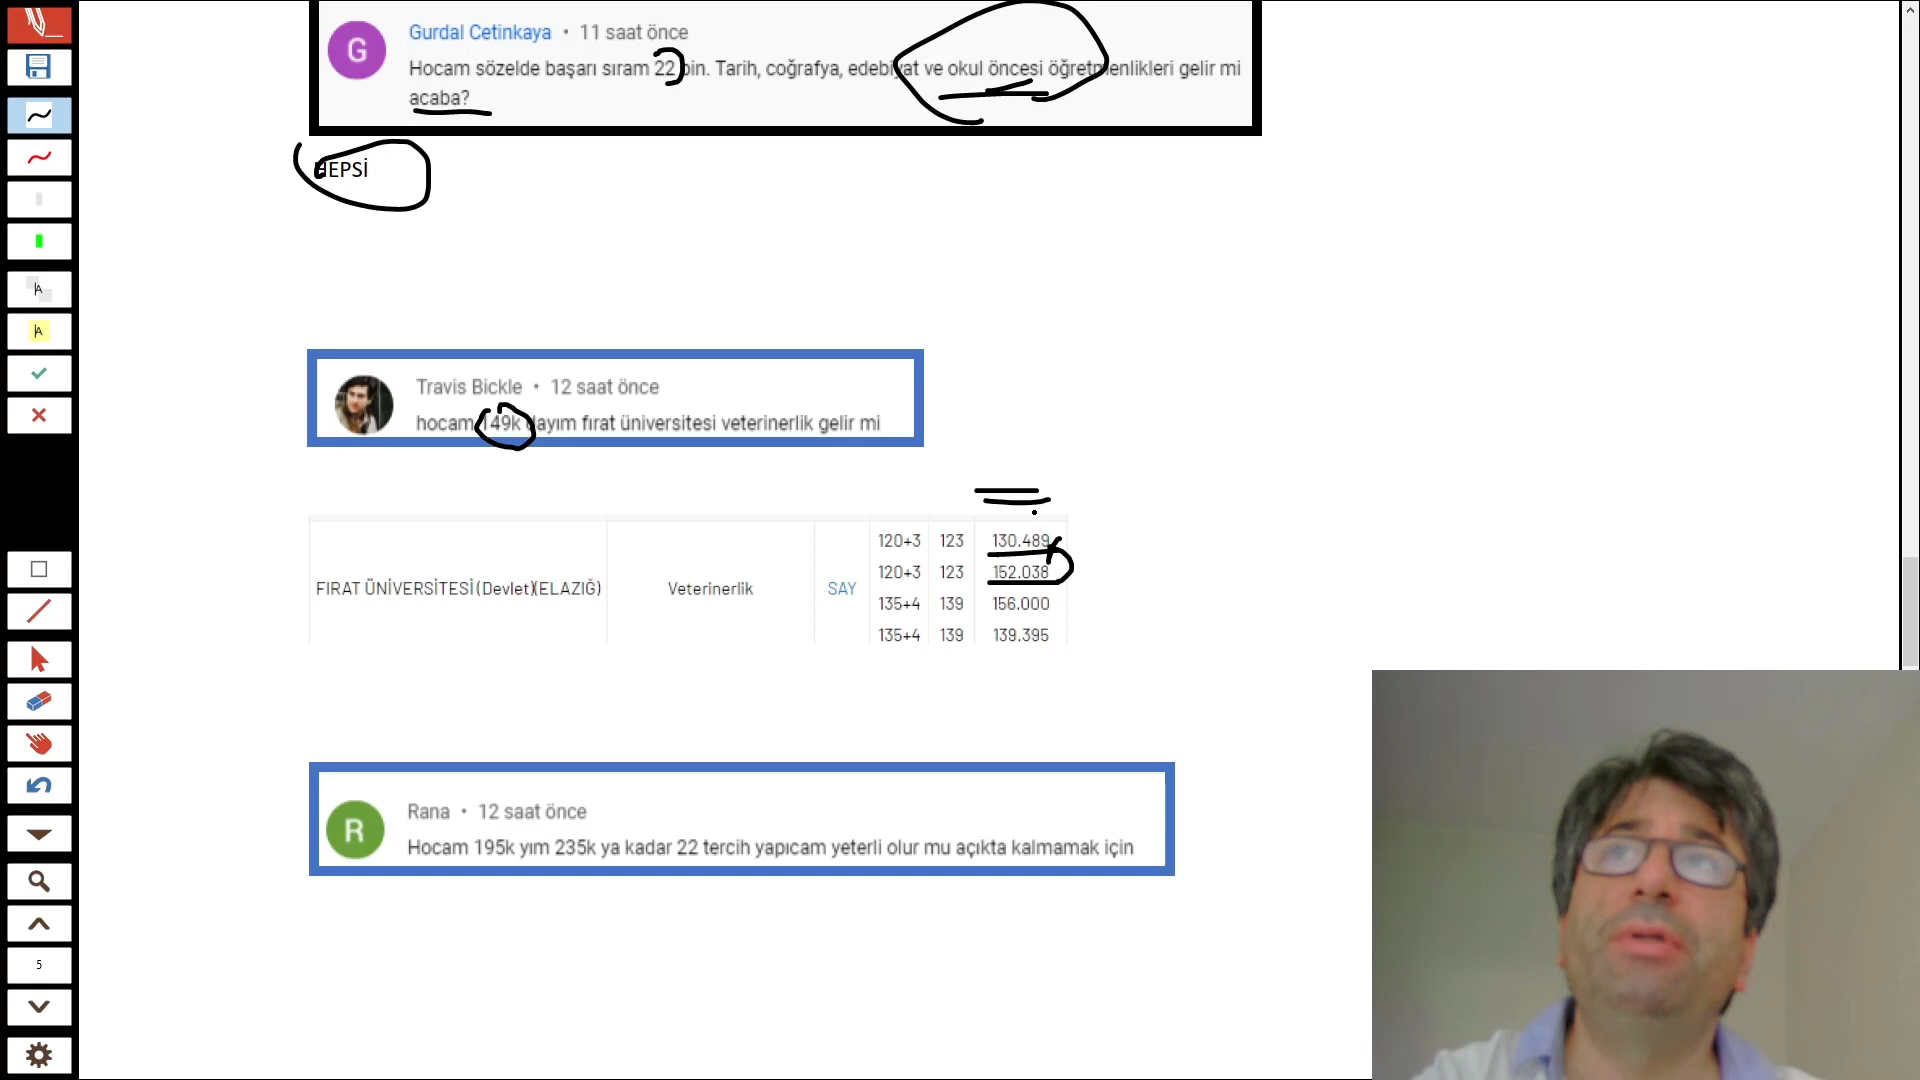 Gurdal Cetinkaya • 11 saat önce
Hocam sözelde başarı sıram 22 bin. Tarih, coğrafya, edebiyat ve okul öncesi öğretmenlikleri gelir mi
acaba?
HEPSİ
Travis Bickle • 12 saat önce
hocam 149k dayım fırat üniversitesi veterinerlik gelir mi
120+3 123 130.489
120+3 123 152.038
FIRAT ÜNİVERSİTESİ (Devlet)(ELAZIĞ) Veterinerlik SAY
135+4 139 156.000
135+4 139 139.395
R
Rana • 12 saat önce
Hocam 195k yım 235k ya kadar 22 tercih yapıcam yeterli olur mu açıkta kalmamak için
G
A
A
5